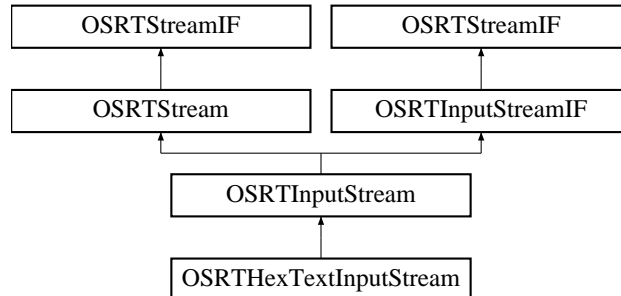 OSRTStreamIF
OSRTStreamIF
OSRTStream
OSRTInputStreamIF
OSRTInputStream
OSRTHexTextInputStream